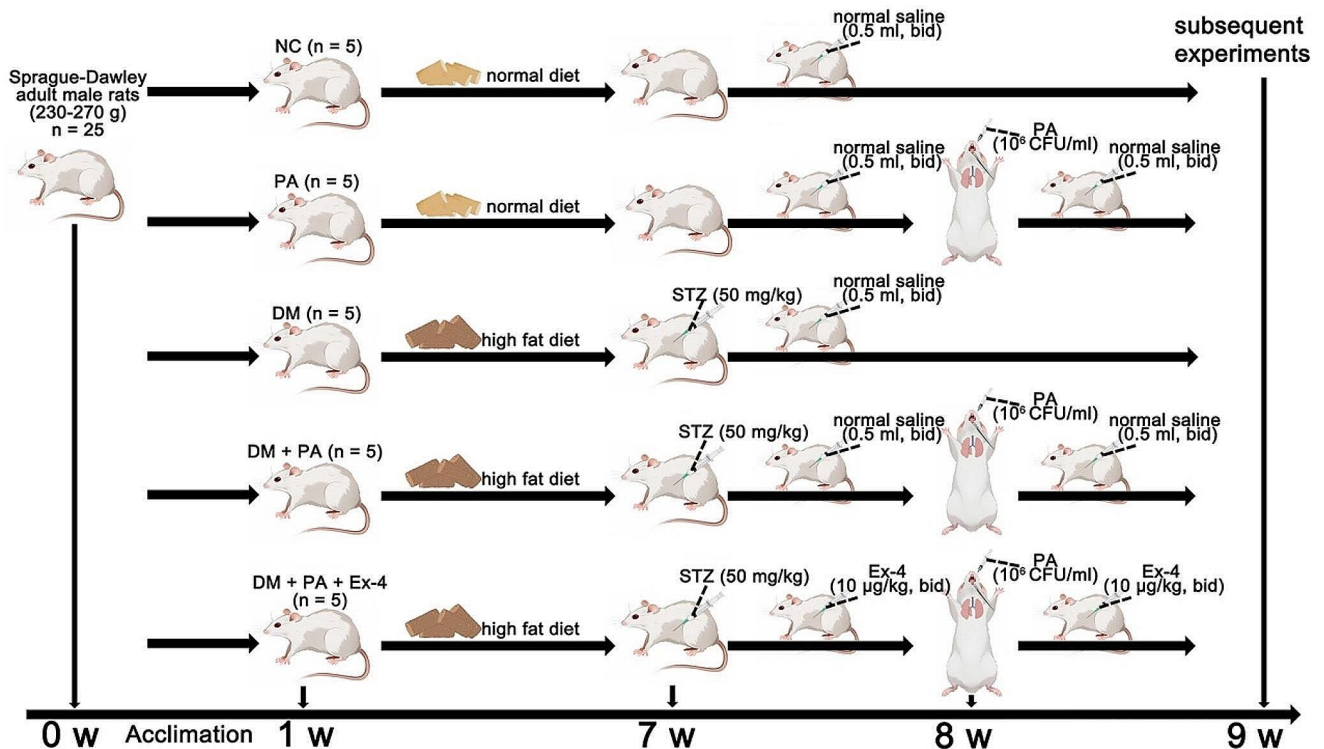 Sprague-Dawley
adult male rats
(230-270 g)
n = 25
NC (n = 5)
normal diet
normal saline
(0.5 ml, bid)
subsequent
experiments
PA (n = 5)
normal diet
normal saline
(0.5 ml, bid)
PA
(10⁶ CFU/ml)
normal saline
(0.5 ml, bid)
DM (n = 5)
high fat diet
STZ (50 mg/kg)
normal saline
(0.5 ml, bid)
DM + PA (n = 5)
high fat diet
STZ (50 mg/kg)
normal saline
(0.5 ml, bid)
PA
(10⁶ CFU/ml)
normal saline
(0.5 ml, bid)
DM + PA + Ex-4
(n = 5)
high fat diet
STZ (50 mg/kg)
Ex-4
(10 μg/kg, bid)
PA
(10⁶ CFU/ml)
Ex-4
(10 μg/kg, bid)
0 w Acclimation 1 w 7 w 8 w 9 w